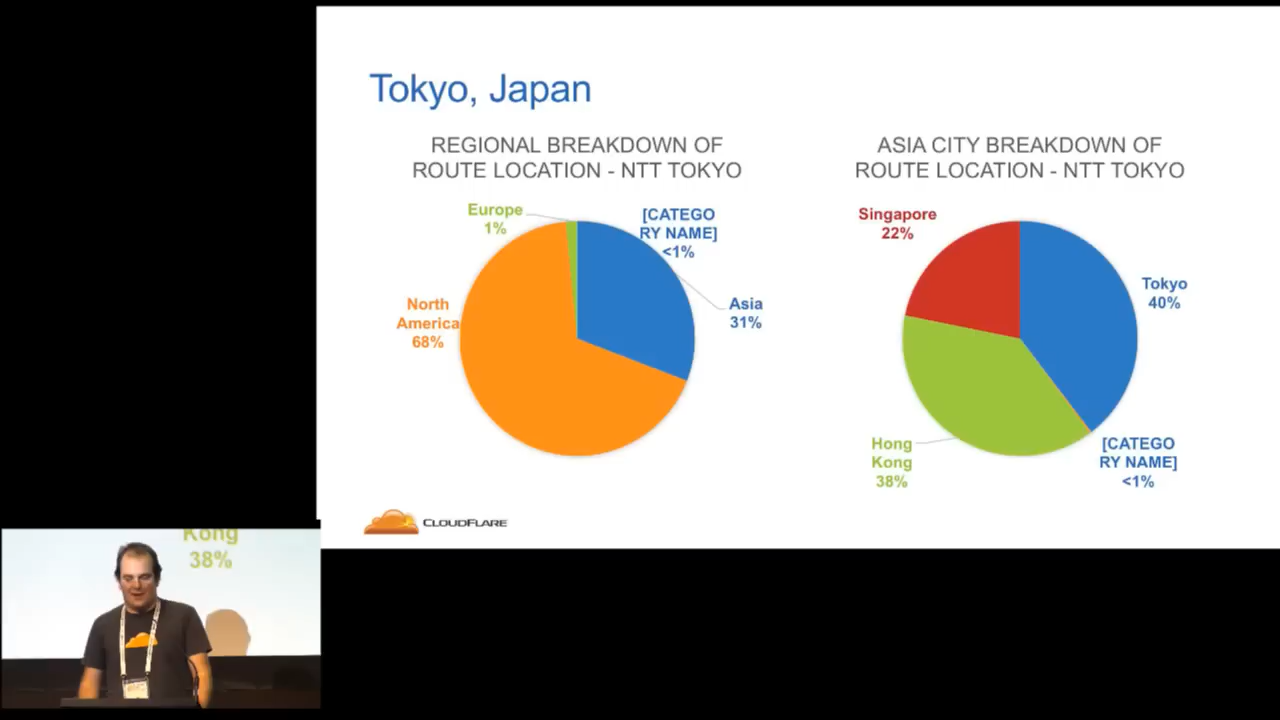 Tokyo, Japan
REGIONAL BREAKDOWN OF
ROUTE LOCATION - NTT TOKYO
Europe
1%
[CATEGO
RY NAME]
<1%
Asia
31%
North
America
68%
ASIA CITY BREAKDOWN OF
ROUTE LOCATION - NTT TOKYO
Singapore
22%
Tokyo
40%
[CATEGO
RY NAME]
<1%
Hong
Kong
38%
CLOUDFLARE
Kong
38%